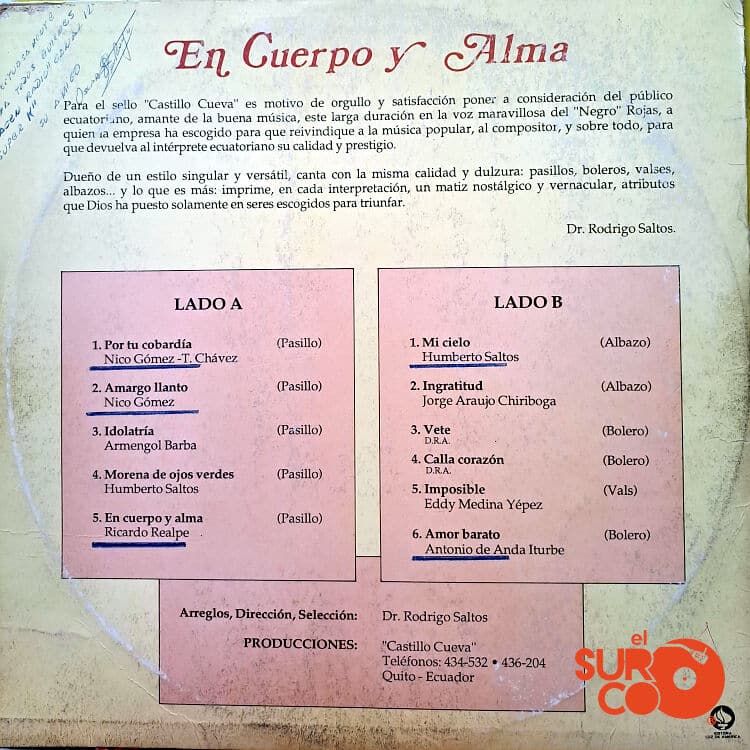 En Cuerpo y Alma
Para el sello "Castillo Cueva" es motivo de orgullo y satisfacción poner a consideración del público
ecuatoriano, amante de la buena música, este larga duración en la voz maravillosa del "Negro" Rojas, a
quien la empresa ha escogido para que reivindique a la música popular, al compositor, y sobre todo, para
que devuelva al intérprete ecuatoriano su calidad y prestigio.
Dueño de un estilo singular y versátil, canta con la misma calidad y dulzura: pasillos, boleros, valses,
albazos... y lo que es más: imprime, en cada interpretación, un matiz nostálgico y vernacular, atributos
que Dios ha puesto solamente en seres escogidos para triunfar.
Dr. Rodrigo Saltos.
LADO A
1. Por tu cobardía (Pasillo)
Nico Gómez -T. Chávez
2. Amargo llanto (Pasillo)
Nico Gómez
3. Idolatría (Pasillo)
Armengol Barba
4. Morena de ojos verdes (Pasillo)
Humberto Saltos
5. En cuerpo y alma (Pasillo)
Ricardo Realpe
LADO B
1. Mi cielo (Albazo)
Humberto Saltos
2. Ingratitud (Albazo)
Jorge Araujo Chiriboga
3. Vete (Bolero)
D.R.A.
4. Calla corazón (Bolero)
D.R.A.
5. Imposible (Vals)
Eddy Medina Yépez
6. Amor barato (Bolero)
Antonio de Anda Iturbe
Arreglos, Dirección, Selección: Dr. Rodrigo Saltos
PRODUCCIONES: "Castillo Cueva"
Teléfonos: 434-532 • 436-204
Quito - Ecuador
el
SUR
CO
EDITORA
LUZ DE AMERICA